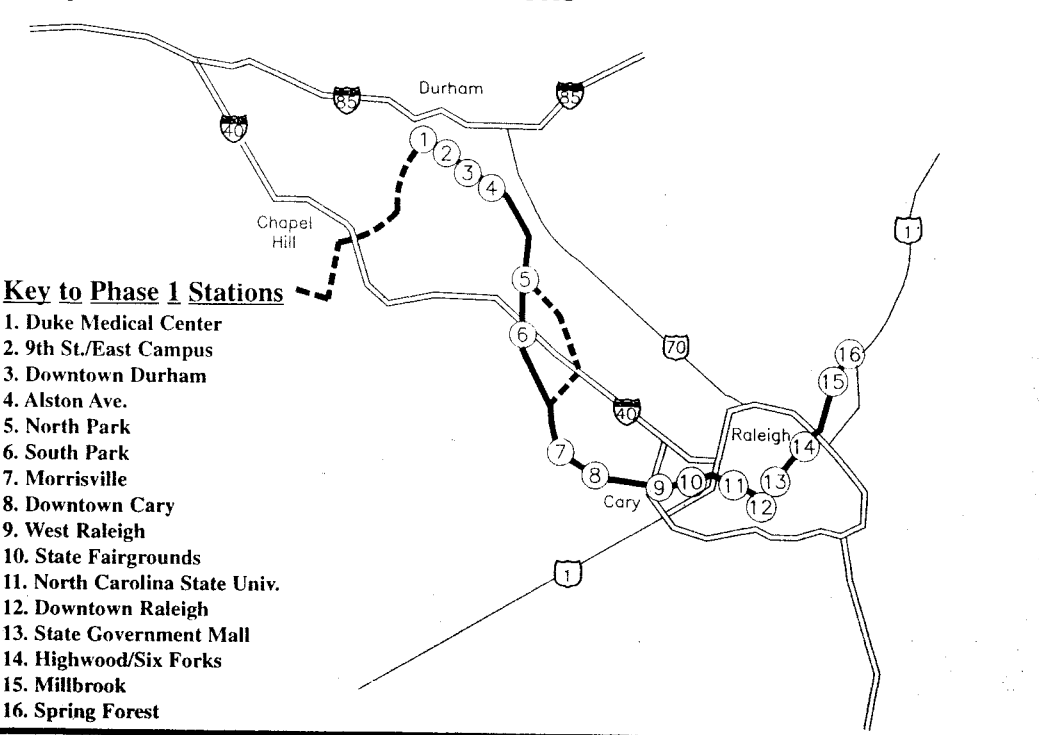 85
Durham
85
40
1
2
3
4
Chapel
Hill
1
Key to Phase 1 Stations
5
1. Duke Medical Center
2. 9th St./East Campus
6
3. Downtown Durham
70
16
4. Alston Ave.
15
5. North Park
40
6. South Park
Raleigh
14
7. Morrisville
7
8. Downtown Cary
8
9
10
11
13
12
Cary
9. West Raleigh
10. State Fairgrounds
1
11. North Carolina State Univ.
12. Downtown Raleigh
13. State Government Mall
14. Highwood/Six Forks
15. Millbrook
16. Spring Forest